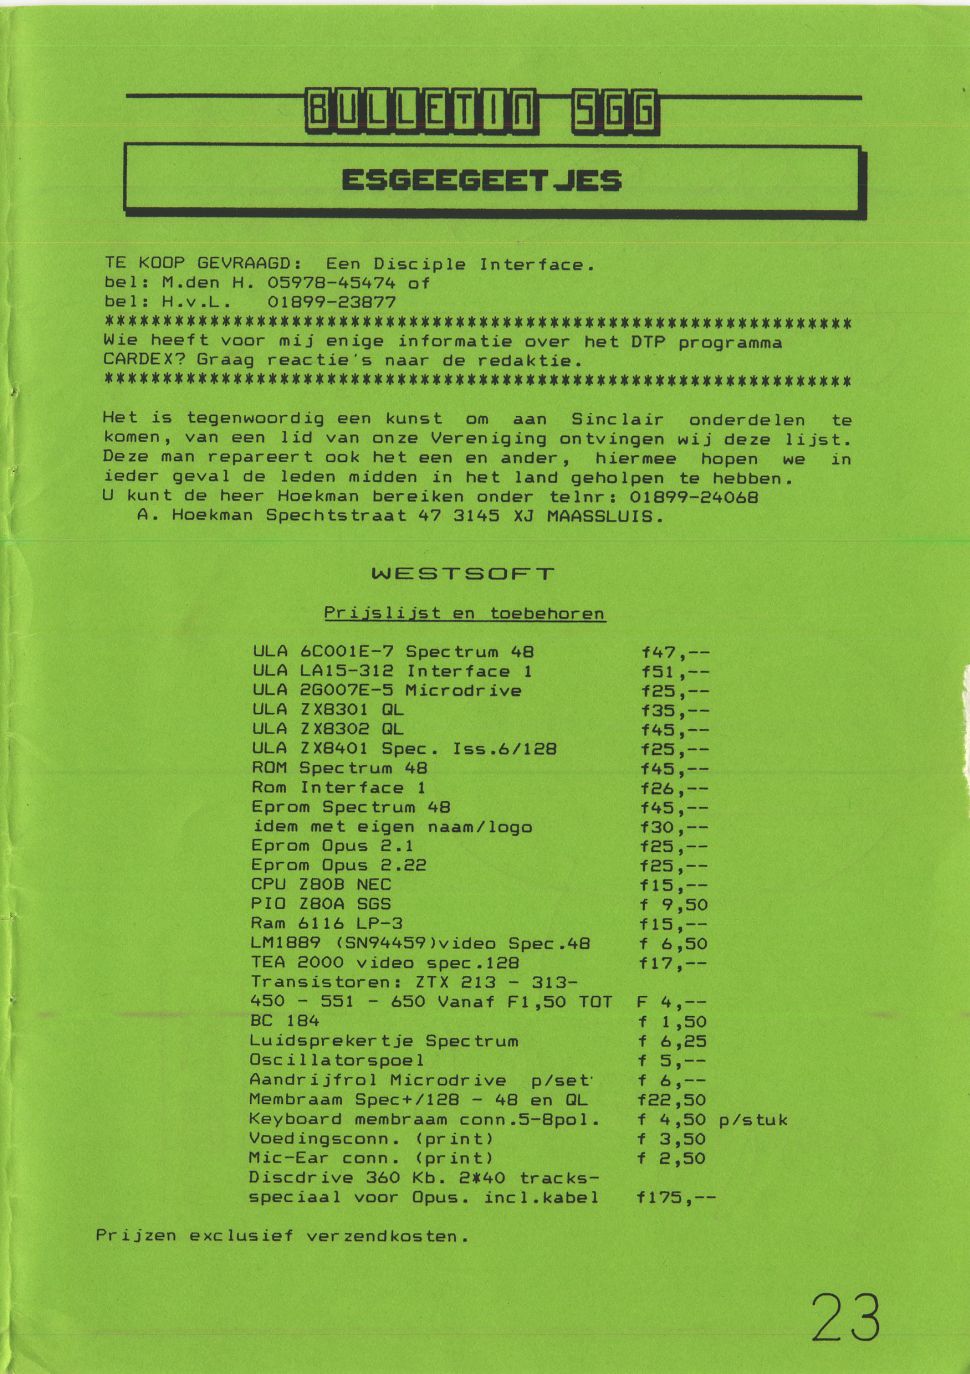 BULLETIN SGG
ESGEEGEETJES
TE KOOP GEVRAAGD: Een Disciple Interface.
bel: M.den H. 05978-45474 of
bel: H.v.L. 01899-23877
****************************************************************
Wie heeft voor mij enige informatie over het DTP programma
CARDEX? Graag reactie's naar de redaktie.
****************************************************************
Het is tegenwoordig een kunst om aan Sinclair onderdelen te
komen, van een lid van onze Vereniging ontvingen wij deze lijst.
Deze man repareert ook het een en ander, hiermee hopen we in
ieder geval de leden midden in het land geholpen te hebben.
U kunt de heer Hoekman bereiken onder telnr: 01899-24068
A. Hoekman Spechtstraat 47 3145 XJ MAASSLUIS.
WESTSOFT
Prijslijst en toebehoren
ULA 6C001E-7 Spectrum 48 f47,--
ULA LA15-312 Interface 1 f51,--
ULA 2G007E-5 Microdrive f25,--
ULA ZX8301 QL f35,--
ULA ZX8302 QL f45,--
ULA ZX8401 Spec. Iss.6/128 f25,--
ROM Spectrum 48 f45,--
Rom Interface 1 f26,--
Eprom Spectrum 48 f45,--
idem met eigen naam/logo f30,--
Eprom Opus 2.1 f25,--
Eprom Opus 2.22 f25,--
CPU Z80B NEC f15,--
PIO Z80A SGS f 9,50
Ram 6116 LP-3 f15,--
LM1889 (SN94459)video Spec.48 f 6,50
TEA 2000 video spec.128 f17,--
Transistoren: ZTX 213 - 313-
450 - 551 - 650 Vanaf F1,50 TOT F 4,--
BC 184 f 1,50
Luidsprekertje Spectrum f 6,25
Oscillatorspoel f 5,--
Aandrijfrol Microdrive p/set f 6,--
Membraam Spec+/128 - 48 en QL f22,50
Keyboard membraam conn.5-8pol. f 4,50 p/stuk
Voedingsconn. (print) f 3,50
Mic-Ear conn. (print) f 2,50
Discdrive 360 Kb. 2*40 tracks-
speciaal voor Opus. incl.kabel f175,--
Prijzen exclusief verzendkosten.
23